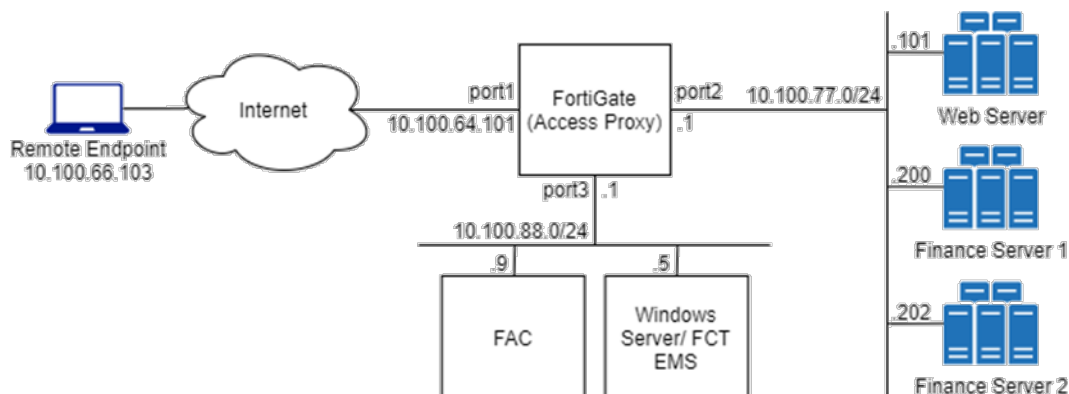 .101
Web Server
port1
FortiGate
(Access Proxy)
port2
10.100.77.0/24
Internet
10.100.64.101
.1
Remote Endpoint
10.100.66.103
.200
Finance Server 1
port3
.1
10.100.88.0/24
.9
.5
FAC
Windows
Server/ FCT
EMS
.202
Finance Server 2